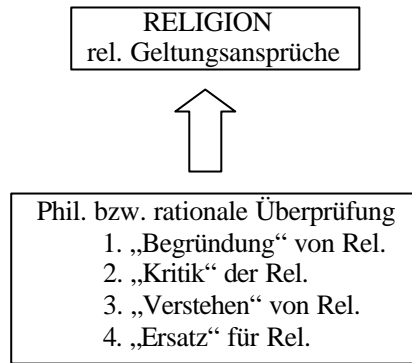 RELIGION
rel. Geltungsansprüche
Phil. bzw. rationale Überprüfung
1. „Begründung“ von Rel.
2. „Kritik“ der Rel.
3. „Verstehen“ von Rel.
4. „Ersatz“ für Rel.